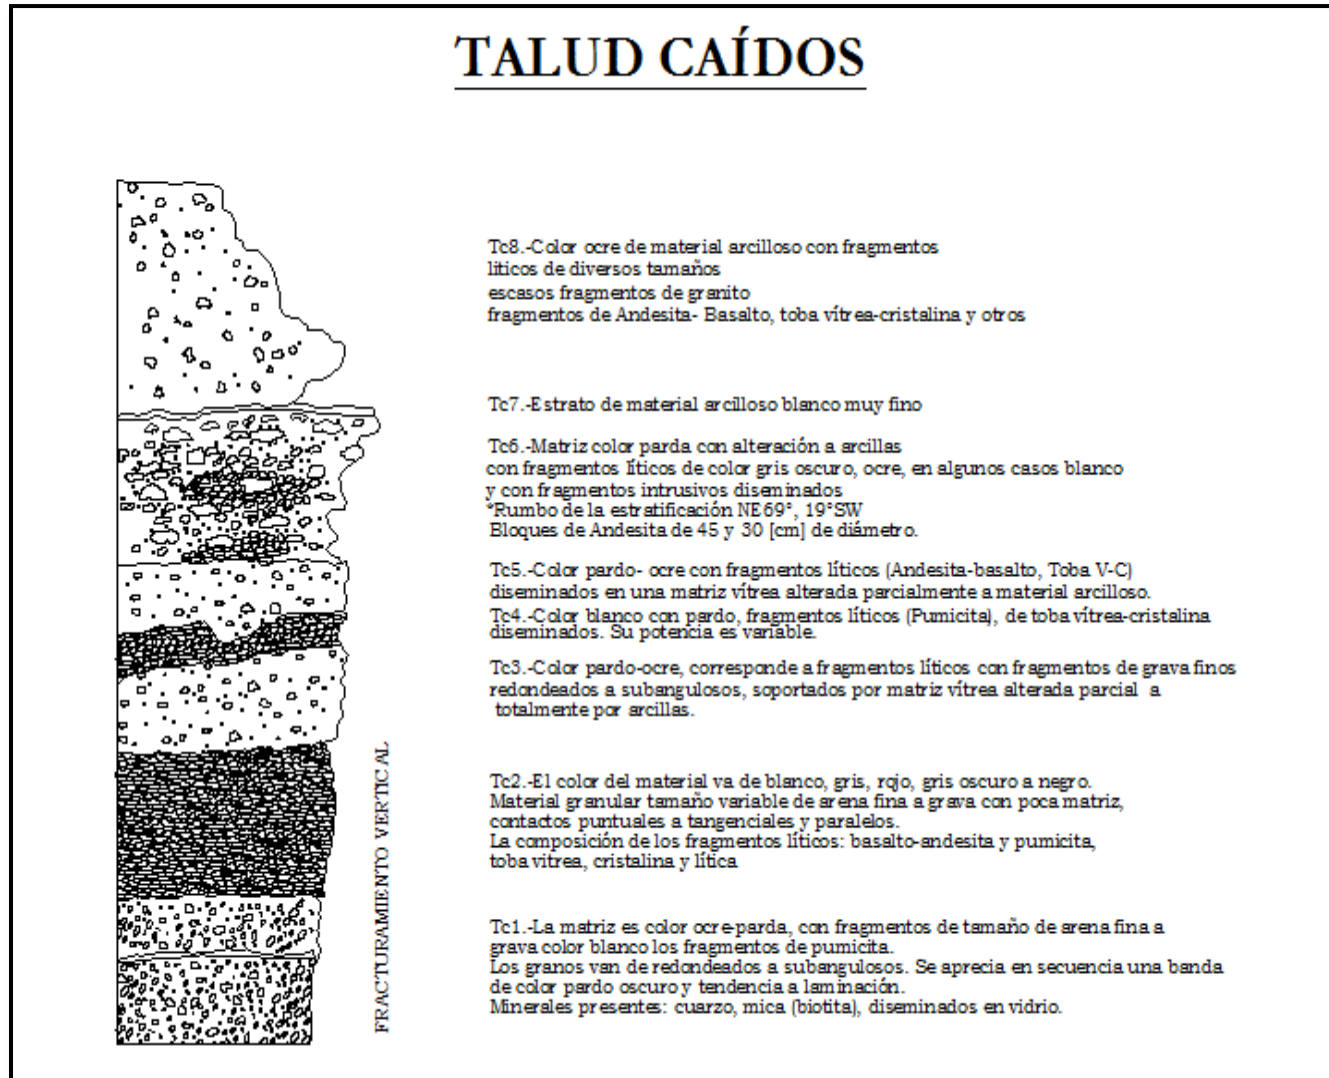 TALUD CAÍDOS
Tc8.-Color ocre de material arcilloso con fragmentos
liticos de diversos tamaños
escasos fragmentos de granito
fragmentos de Andesita- Basalto, toba vítrea-cristalina y otros
Tc7.-Estrato de material arcilloso blanco muy fino
Tc6.-Matriz color parda con alteración a arcillas
con fragmentos líticos de color gris oscuro, ocre, en algunos casos blanco
y con fragmentos intrusivos diseminados
*Rumbo de la estratificación NE69°, 19°SW
Bloques de Andesita de 45 y 30 [cm] de diámetro.
Tc5.-Color pardo- ocre con fragmentos líticos (Andesita-basalto, Toba V-C)
diseminados en una matriz vítrea alterada parcialmente a material arcilloso.
Tc4.-Color blanco con pardo, fragmentos líticos (Pumicita), de toba vítrea-cristalina
diseminados. Su potencia es variable.
Tc3.-Color pardo-ocre, corresponde a fragmentos líticos con fragmentos de grava finos
redondeados a subangulosos, soportados por matriz vítrea alterada parcial a
totalmente por arcillas.
Tc2.-El color del material va de blanco, gris, rojo, gris oscuro a negro.
Material granular tamaño variable de arena fina a grava con poca matriz,
contactos puntuales a tangenciales y paralelos.
La composición de los fragmentos líticos: basalto-andesita y pumicita,
toba vitrea, cristalina y lítica
Tc1.-La matriz es color ocre-parda, con fragmentos de tamaño de arena fina a
grava color blanco los fragmentos de pumicita.
Los granos van de redondeados a subangulosos. Se aprecia en secuencia una banda
de color pardo oscuro y tendencia a laminación.
Minerales presentes: cuarzo, mica (biotita), diseminados en vidrio.
FRACTURAMIENTO VERTICAL